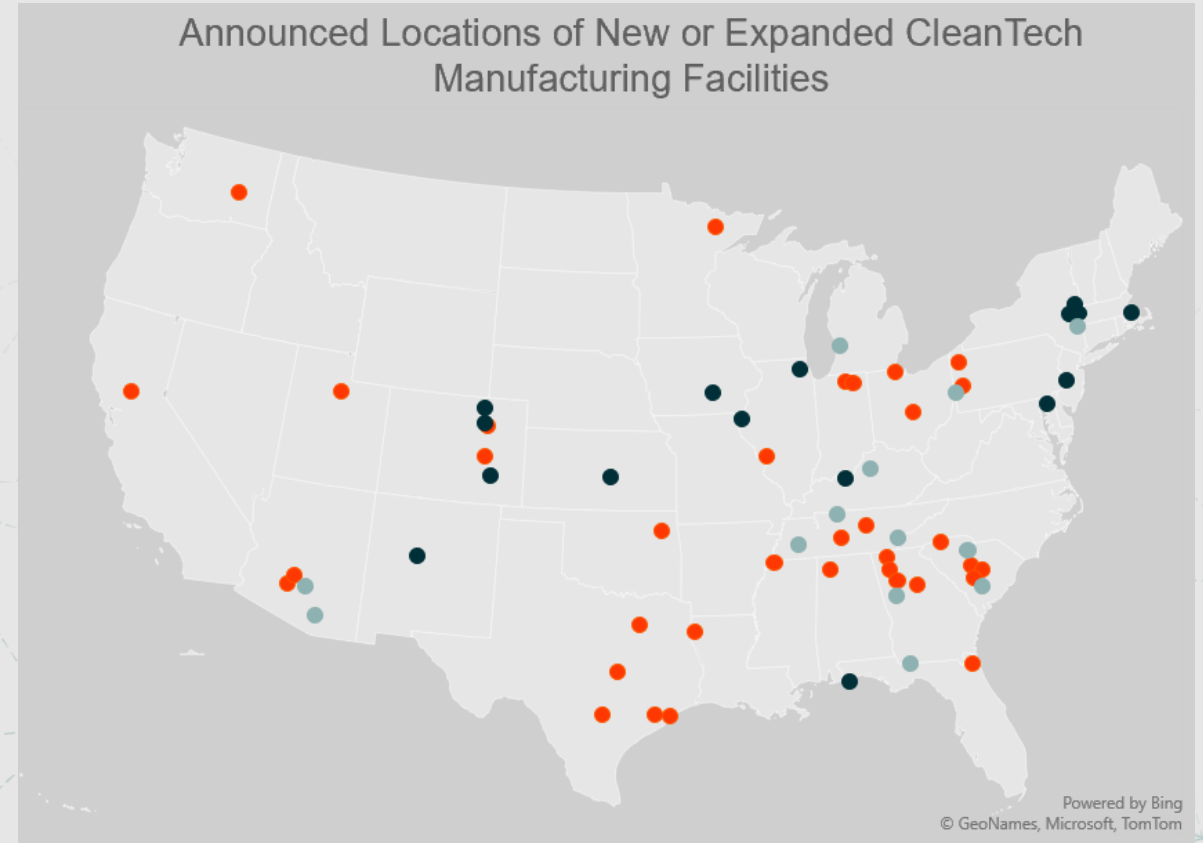 Announced Locations of New or Expanded CleanTech
Manufacturing Facilities
Powered by Bing
© GeoNames, Microsoft, TomTom